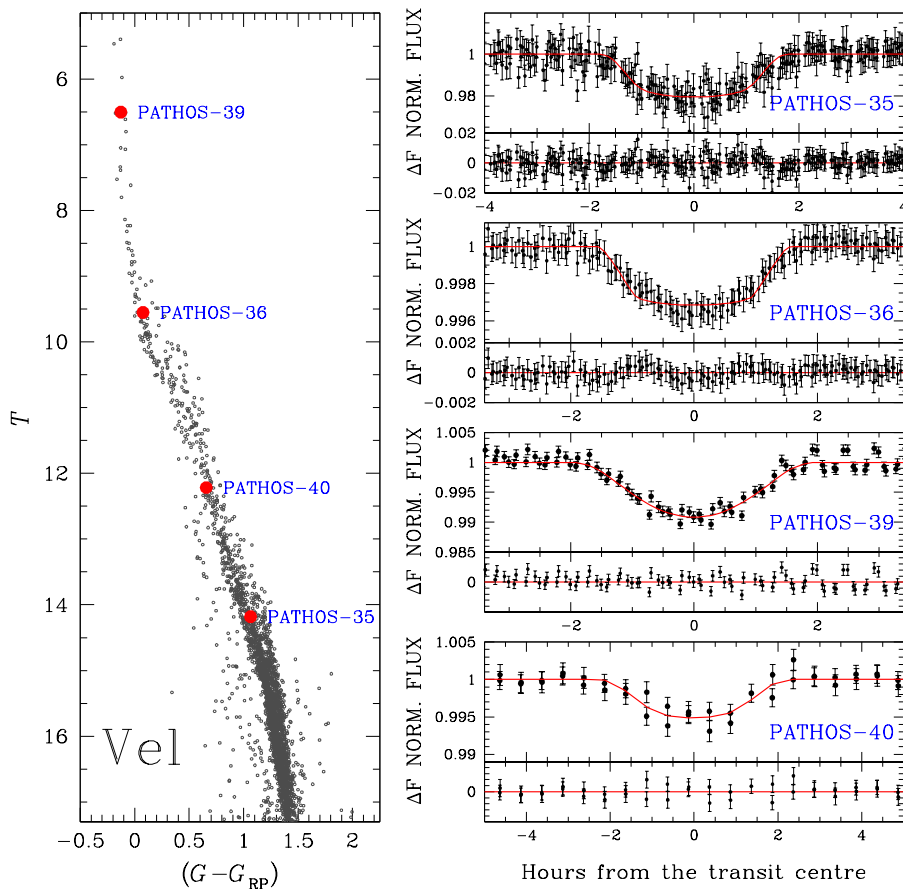 6
8
10
12
14
16
T
PATHOS-39
PATHOS-36
PATHOS-40
PATHOS-35
Vel
−0.5 0 0.5 1 1.5 2
(G−G_RP)
ΔF NORM. FLUX
1
0.98
0.02
0
−0.02
PATHOS-35
−4 −2 0 2 4
ΔF NORM. FLUX
1
0.998
0.996
0.002
0
−0.002
PATHOS-36
−2 0 2
ΔF NORM. FLUX
1.005
1
0.995
0.99
0.985
0
PATHOS-39
−2 0 2
ΔF NORM. FLUX
1.005
1
0.995
0.99
0
PATHOS-40
−4 −2 0 2 4
Hours from the transit centre